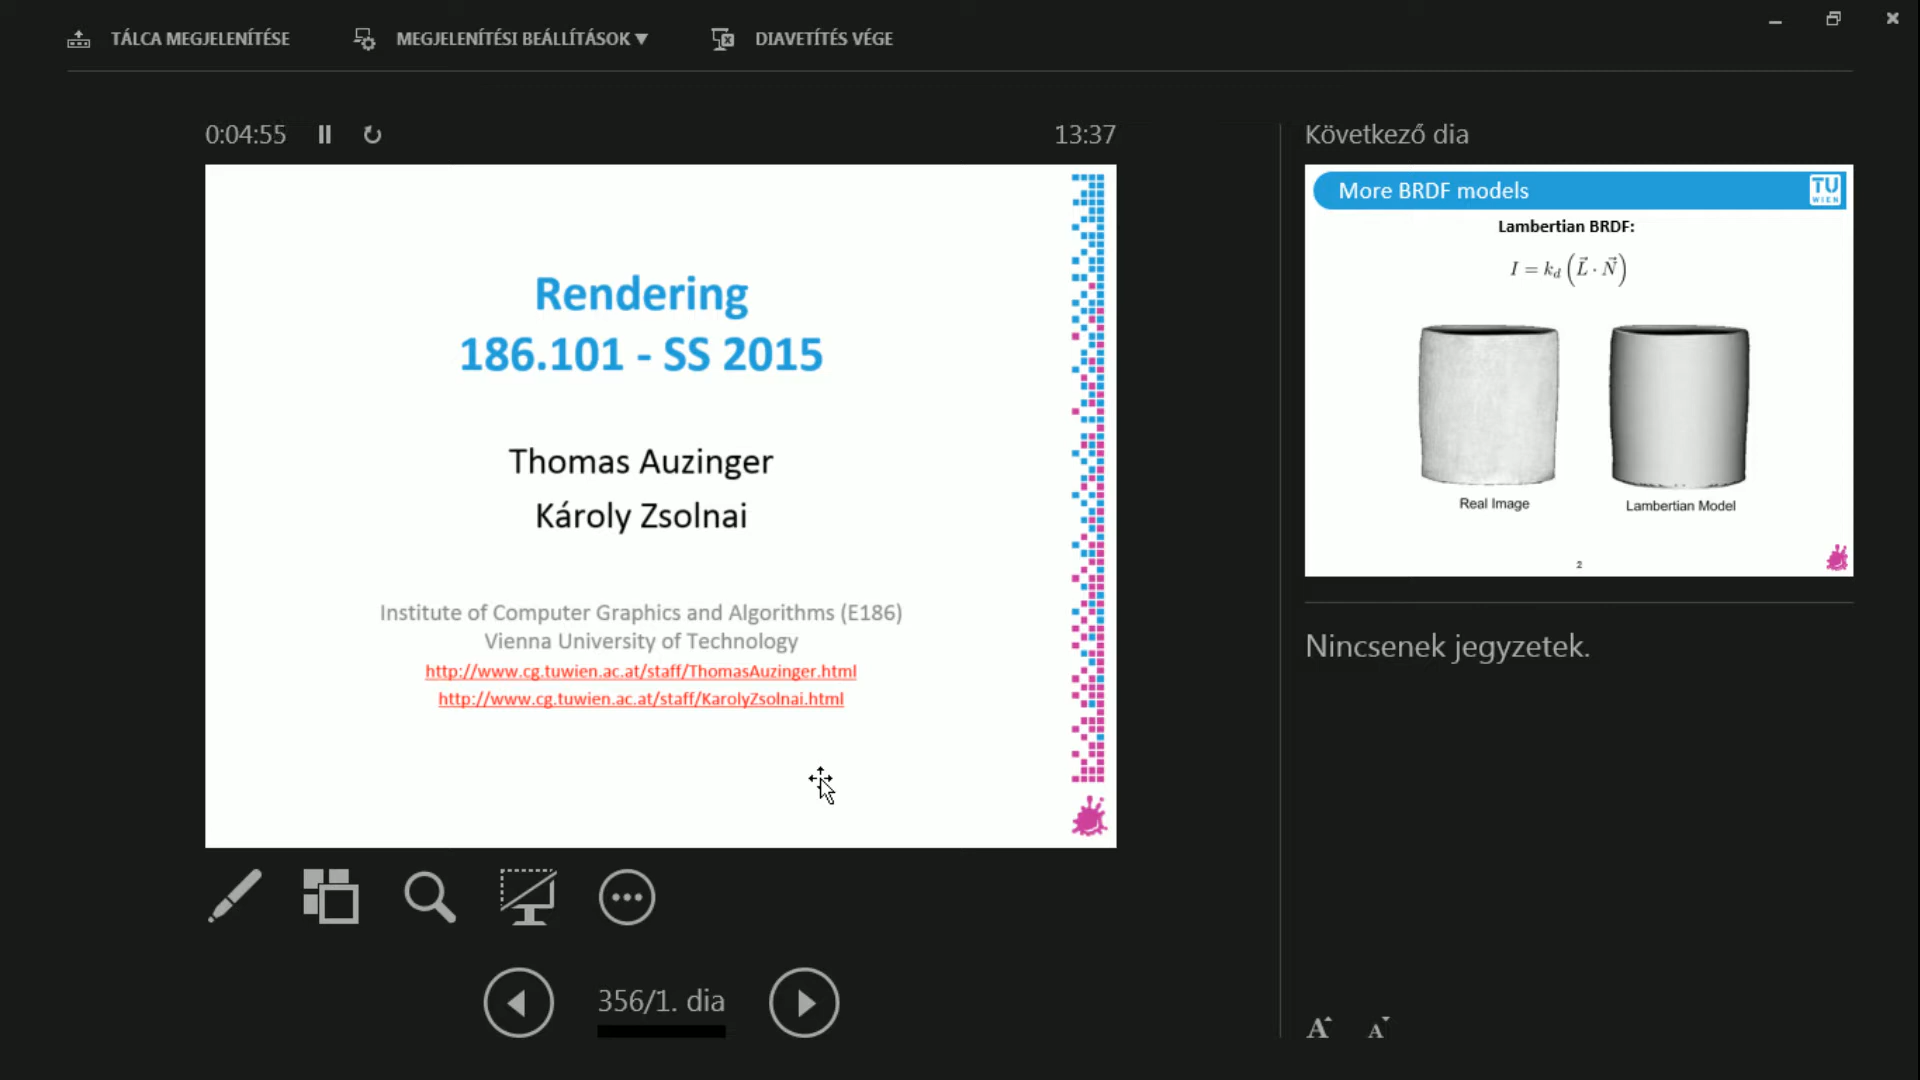 TÁLCA MEGJELENÍTÉSE
MEGJELENÍTÉSI BEÁLLÍTÁSOK
DIAVETÍTÉS VÉGE
0:04:55
13:37
Rendering
186.101 - SS 2015
Thomas Auzinger
Károly Zsolnai
Institute of Computer Graphics and Algorithms (E186)
Vienna University of Technology
http://www.cg.tuwien.ac.at/staff/ThomasAuzinger.html
http://www.cg.tuwien.ac.at/staff/KarolyZsolnai.html
356/1. dia
Következő dia
More BRDF models
TU
WIEN
Lambertian BRDF:
I = k_d (L⃗ · N⃗)
Real Image
Lambertian Model
2
Nincsenek jegyzetek.
A A